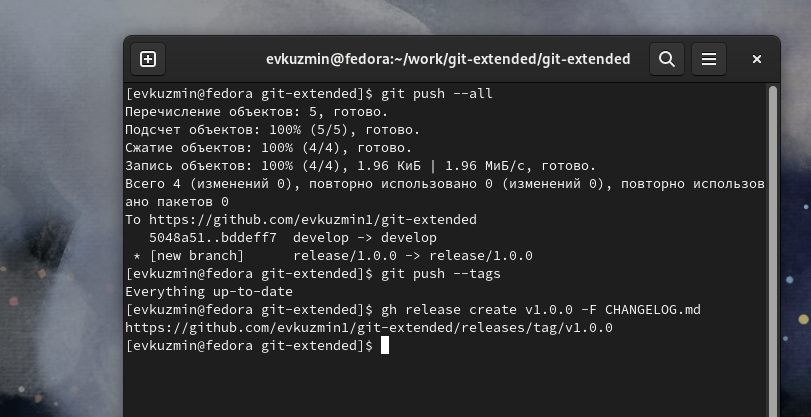 evkuzmin@fedora:~/work/git-extended/git-extended
[evkuzmin@fedora git-extended]$ git push --all
Перечисление объектов: 5, готово.
Подсчет объектов: 100% (5/5), готово.
Сжатие объектов: 100% (4/4), готово.
Запись объектов: 100% (4/4), 1.96 КиБ | 1.96 МиБ/с, готово.
Всего 4 (изменений 0), повторно использовано 0 (изменений 0), повторно использов
ано пакетов 0
To https://github.com/evkuzmin1/git-extended
   5048a51..bddeff7  develop -> develop
 * [new branch]      release/1.0.0 -> release/1.0.0
[evkuzmin@fedora git-extended]$ git push --tags
Everything up-to-date
[evkuzmin@fedora git-extended]$ gh release create v1.0.0 -F CHANGELOG.md
https://github.com/evkuzmin1/git-extended/releases/tag/v1.0.0
[evkuzmin@fedora git-extended]$